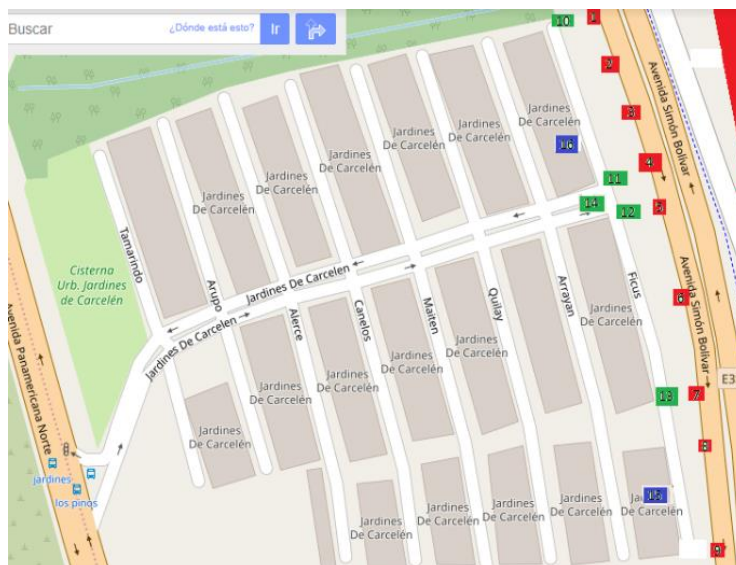 Buscar
¿Dónde está esto?
Ir
10
1
2
3
4
5
6
7
8
9
11
12
13
14
15
16
Avenida Simón Bolívar
Avenida Simón Bolívar
E3
Jardines
De Carcelén
Jardines
De Carcelén
Jardines
De Carcelén
Jardines
De Carcelén
Jardines
De Carcelén
Jardines
De Carcelén
Cisterna
Urb. Jardines
de Carcelén
Tamarindo
Arupo
Alerce
Canelos
Maiten
Quilay
Arrayan
Ficus
Jardines De Carcelen
Jardines De Carcelen
Avenida Panamericana Norte
Jardines
De Carcelén
Jardines
De Carcelén
Jardines
De Carcelén
Jardines
De Carcelén
Jardines
De Carcelén
Jardines
De Carcelén
Jardines
De Carcelén
Jardines
De Carcelén
Jardines
De Carcelén
Jardines
De Carcelén
Jardines
De Carcelén
jardines
los pinos